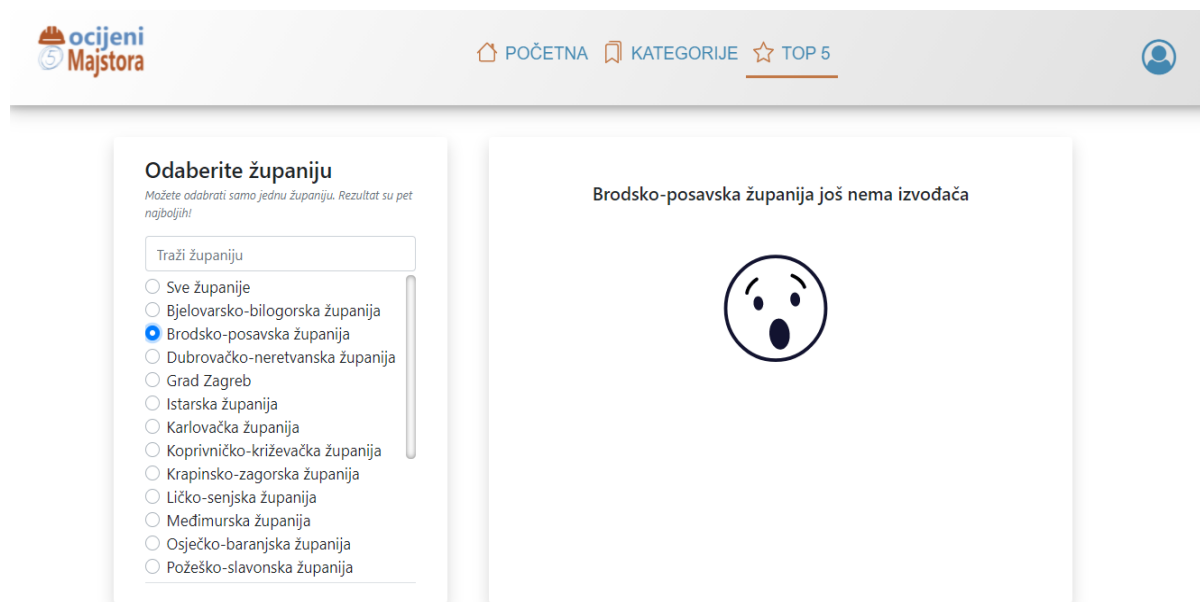 ocijeni
5 Majstora
POČETNA KATEGORIJE TOP 5
Odaberite županiju
Možete odabrati samo jednu županiju. Rezultat su pet
najboljih!
Traži županiju
Sve županije
Bjelovarsko-bilogorska županija
Brodsko-posavska županija
Dubrovačko-neretvanska županija
Grad Zagreb
Istarska županija
Karlovačka županija
Koprivničko-križevačka županija
Krapinsko-zagorska županija
Ličko-senjska županija
Međimurska županija
Osječko-baranjska županija
Požeško-slavonska županija
Brodsko-posavska županija još nema izvođača